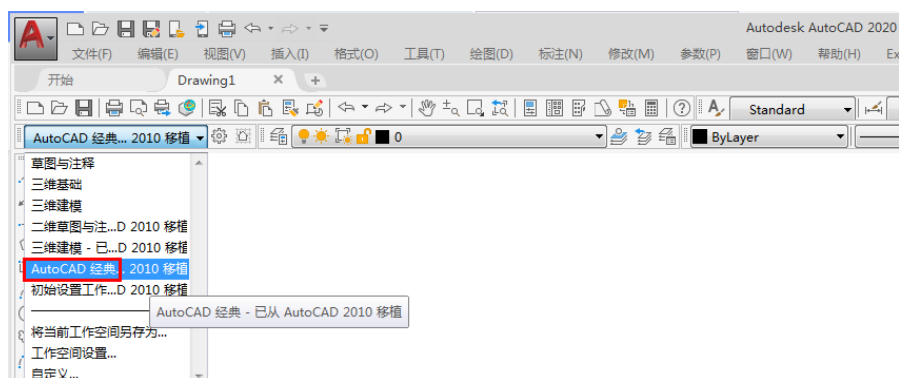 Autodesk AutoCAD 2020
文件(F) 编辑(E) 视图(V) 插入(I) 格式(O) 工具(T) 绘图(D) 标注(N) 修改(M) 参数(P) 窗口(W) 帮助(H) Ex
开始 Drawing1
Standard
AutoCAD 经典... 2010 移植 0 ByLayer
草图与注释
三维基础
三维建模
二维草图与注...D 2010 移植
三维建模 - 已...D 2010 移植
AutoCAD 经典... 2010 移植
初始设置工作...D 2010 移植
AutoCAD 经典 - 已从 AutoCAD 2010 移植
将当前工作空间另存为...
工作空间设置...
自定义...